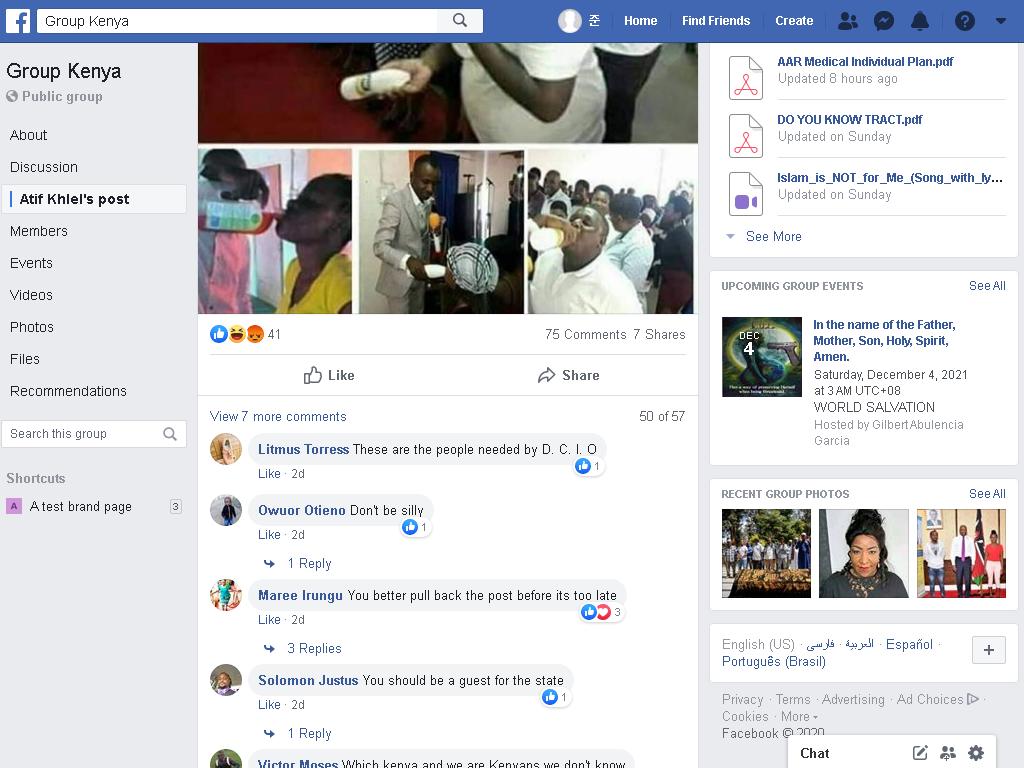 Group Kenya
준
Home
Find Friends
Create
Group Kenya
Public group
About
Discussion
Atif Khlel's post
Members
Events
Videos
Photos
Files
Recommendations
Search this group
Shortcuts
A
A test brand page
3
41
75 Comments 7 Shares
Like
Share
View 7 more comments
50 of 57
Litmus Torress These are the people needed by D. C. I. O
1
Like · 2d
Owuor Otieno Don't be silly
1
Like · 2d
1 Reply
Maree Irungu You better pull back the post before its too late
3
Like · 2d
3 Replies
Solomon Justus You should be a guest for the state
1
Like · 2d
1 Reply
Victor Moses Which kenya and we are Kenyans we don't know
AAR Medical Individual Plan.pdf
Updated 8 hours ago
DO YOU KNOW TRACT.pdf
Updated on Sunday
Islam_is_NOT_for_Me_(Song_with_ly...
Updated on Sunday
See More
UPCOMING GROUP EVENTS
See All
DEC
4
In the name of the Father,
Mother, Son, Holy, Spirit,
Amen.
Saturday, December 4, 2021
at 3 AM UTC+08
WORLD SALVATION
Hosted by Gilbert Abulencia
Garcia
RECENT GROUP PHOTOS
See All
English (US) · فارسی · العربية · Español ·
Português (Brasil)
Privacy · Terms · Advertising · Ad Choices ·
Cookies · More
Facebook © 2020
Chat